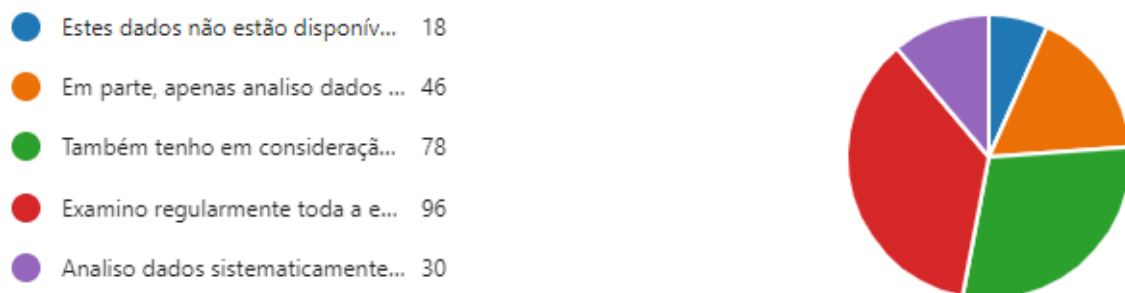 Estes dados não estão disponív... 18
Em parte, apenas analiso dados ... 46
Também tenho em consideraçã... 78
Examino regularmente toda a e... 96
Analiso dados sistematicamente... 30